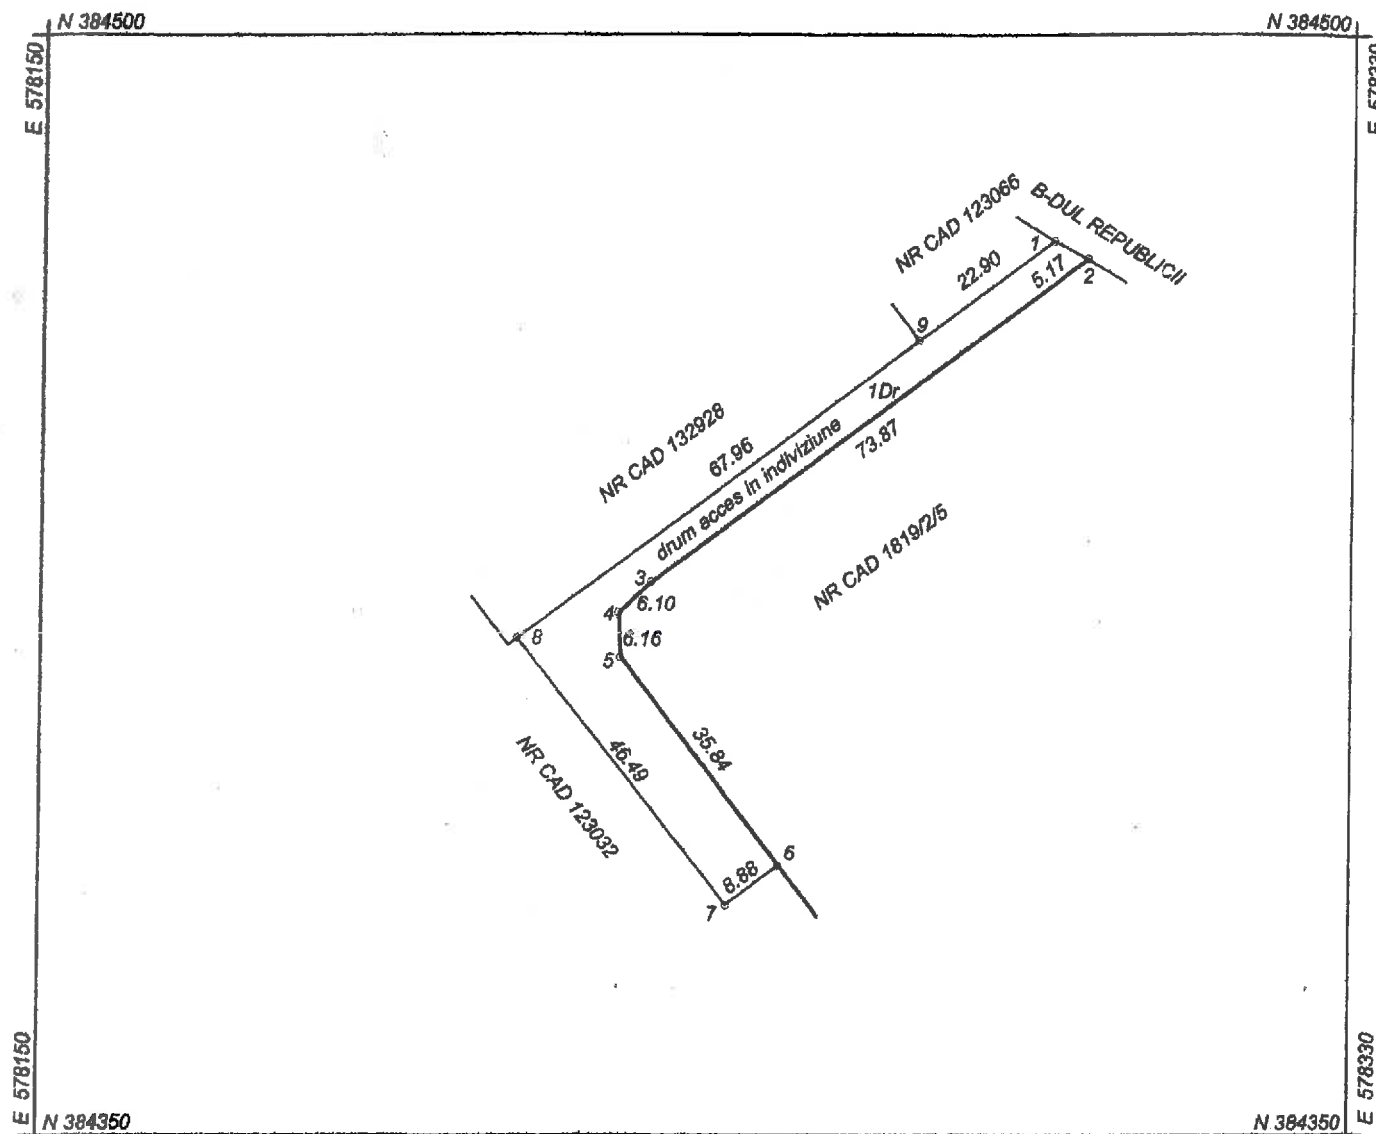 N 384500
N 384500
E 578150
E 578330
NR CAD 123066
B-DUL REPUBLICII
1
22.90
5.17
2
9
1Dr
NR CAD 132928
67.96
drum acces in indiviziune
73.87
NR CAD 1819/2/5
3
6.10
4
8
6.16
5
NR CAD 123032
46.49
35.84
6
8.88
7
E 578150
E 578330
N 384350
N 384350